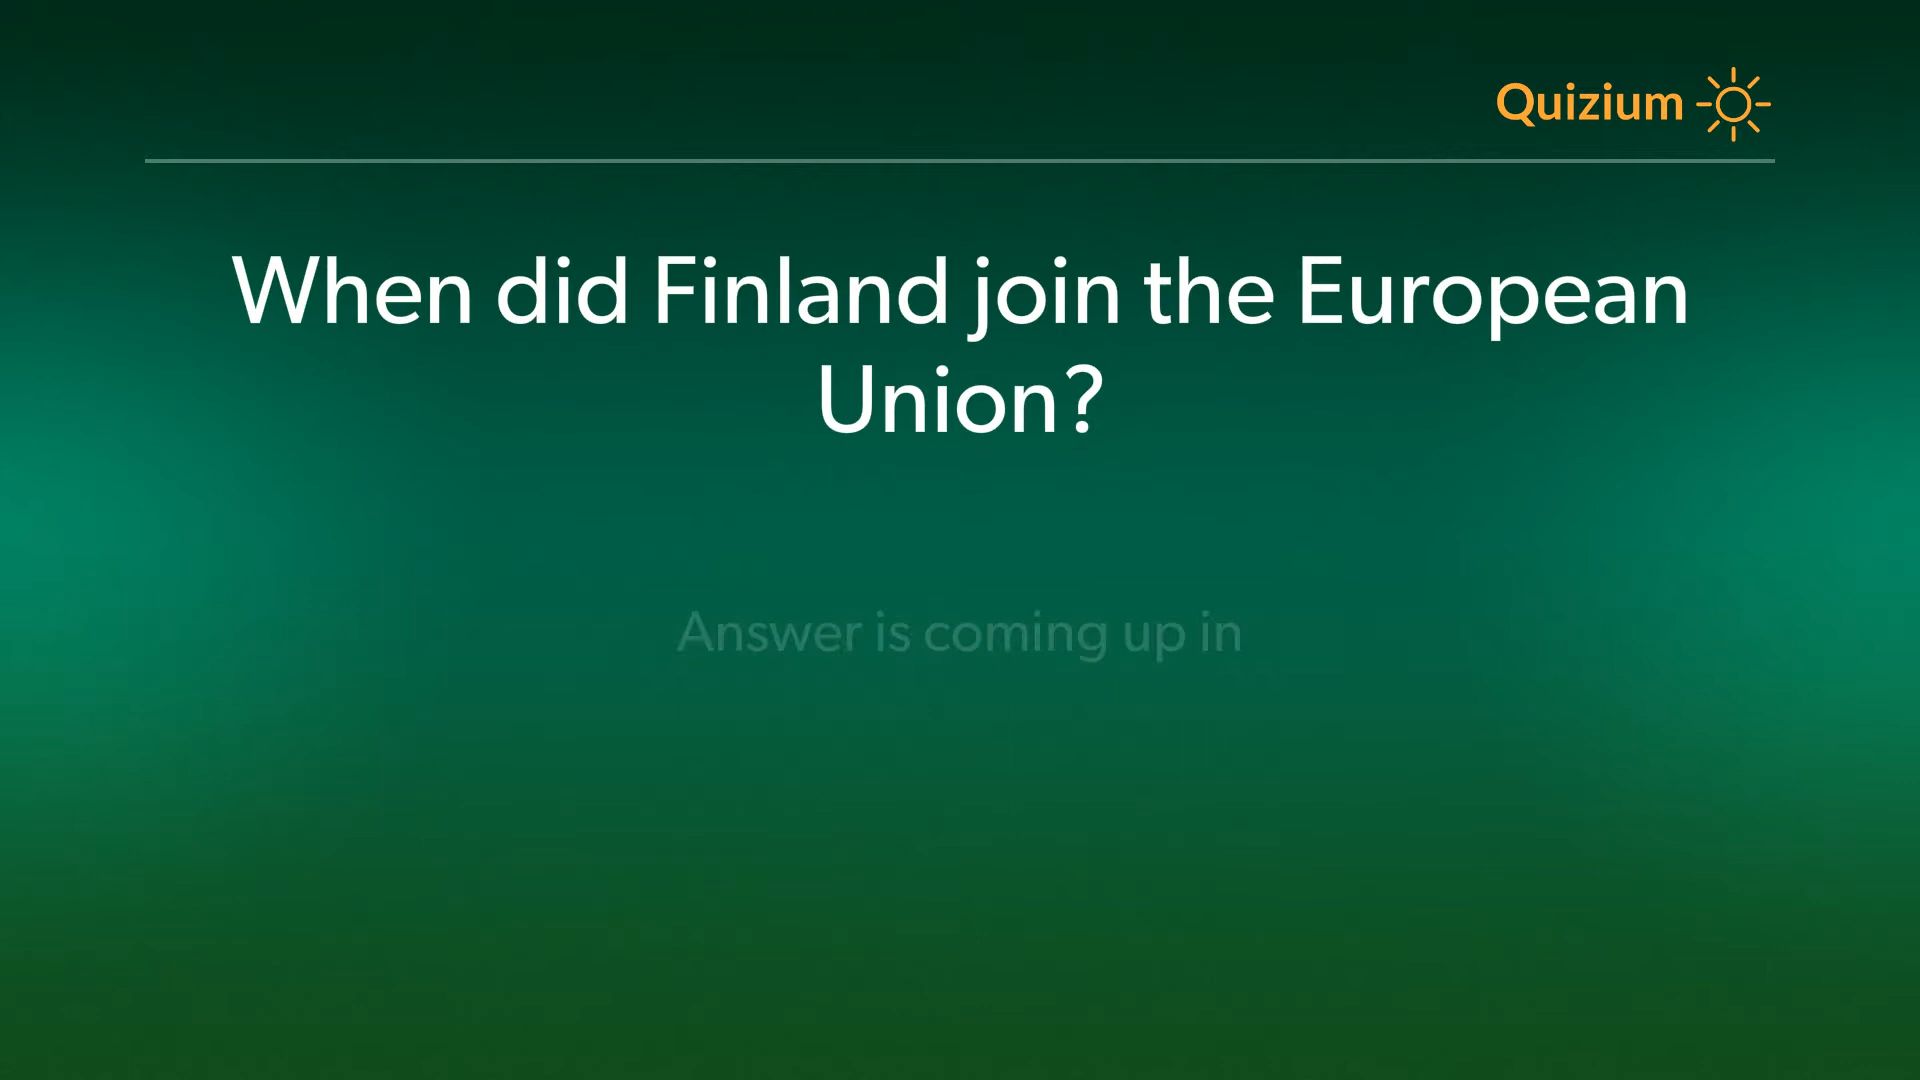 Quizium
When did Finland join the European
Union?
Answer is coming up in